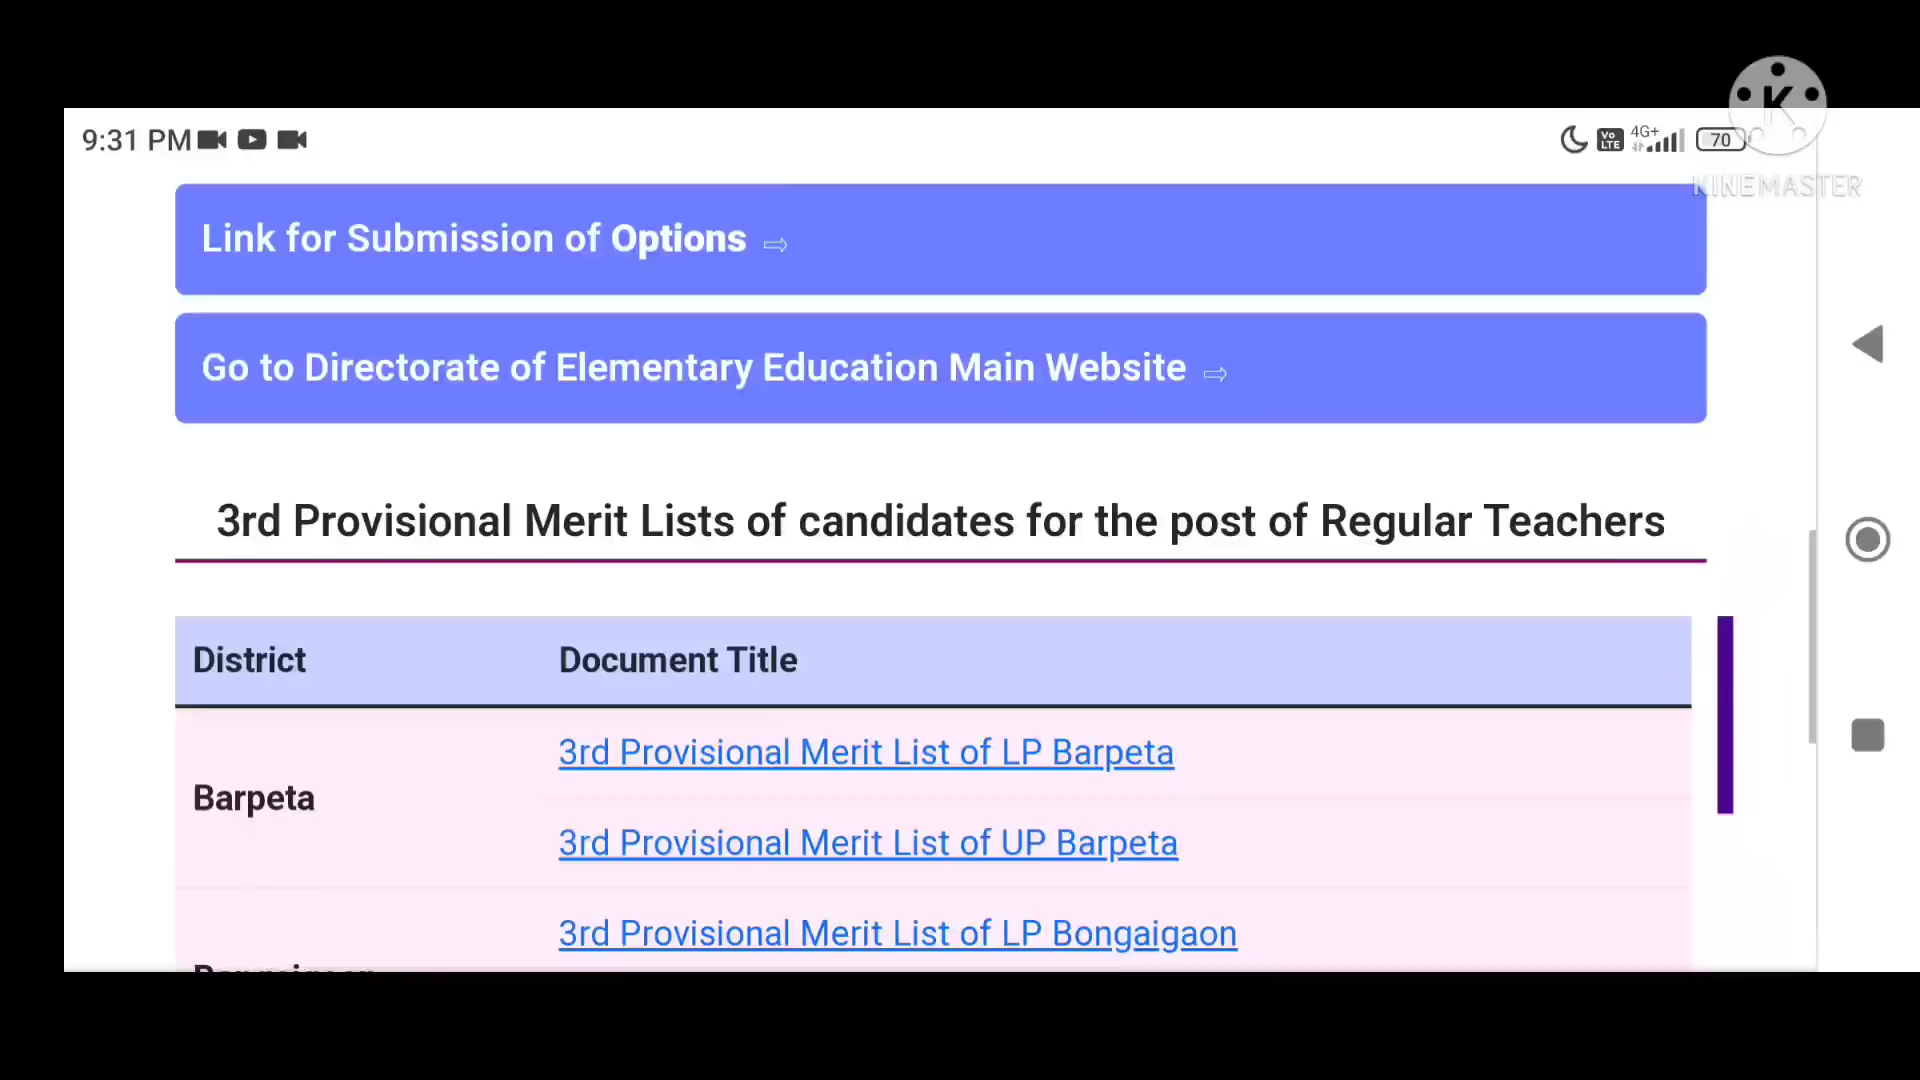 9:31 PM
Vo LTE 4G+ 70
K
KINEMASTER
Link for Submission of Options ⇨
Go to Directorate of Elementary Education Main Website ⇨
3rd Provisional Merit Lists of candidates for the post of Regular Teachers
District Document Title
3rd Provisional Merit List of LP Barpeta
Barpeta
3rd Provisional Merit List of UP Barpeta
3rd Provisional Merit List of LP Bongaigaon